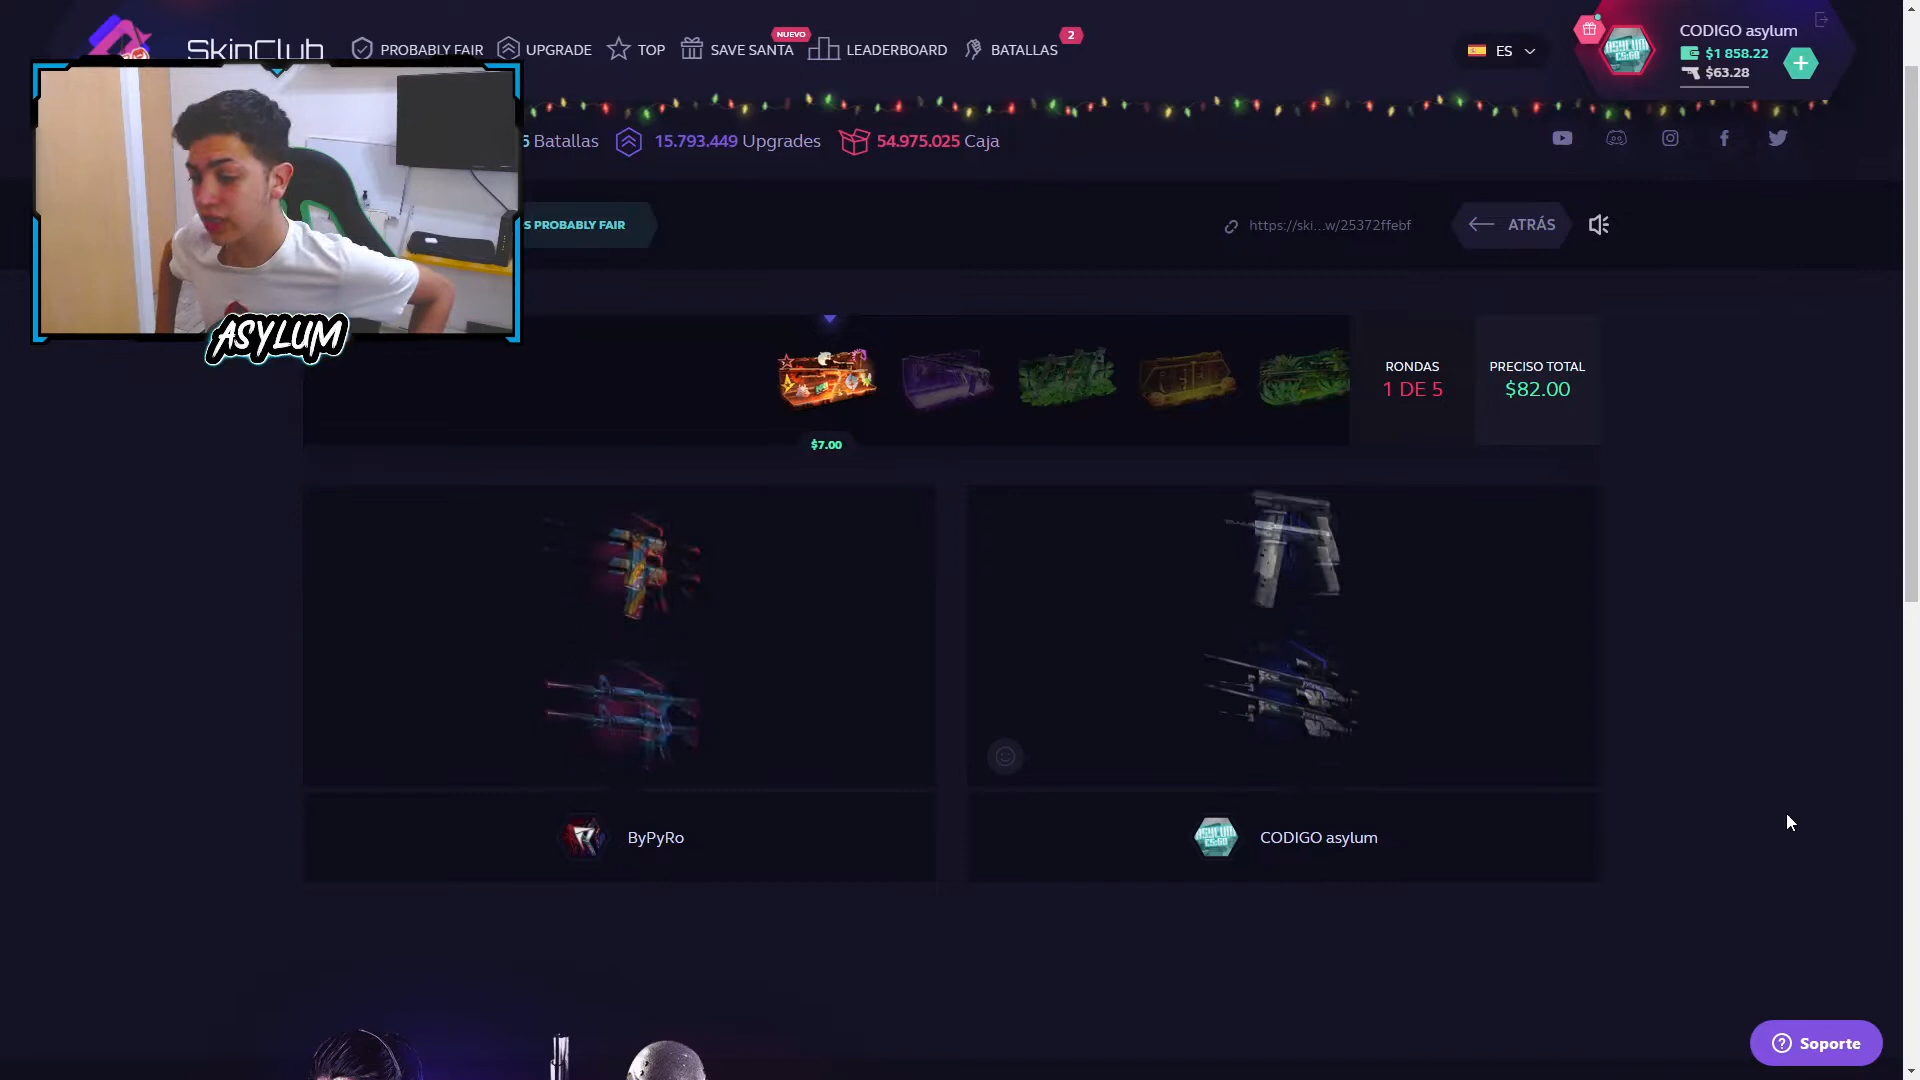 SkinClub
PROBABLY FAIR
UPGRADE
TOP
SAVE SANTA
NUEVO
LEADERBOARD
BATALLAS
2
ES
CODIGO asylum
$1 858.22
$63.28
6 Batallas
15.793.449 Upgrades
54.975.025 Caja
S PROBABLY FAIR
https://ski...w/25372ffebf
ATRÁS
ASYLUM
RONDAS
1 DE 5
PRECISO TOTAL
$82.00
$7.00
ByPyRo
CODIGO asylum
Soporte